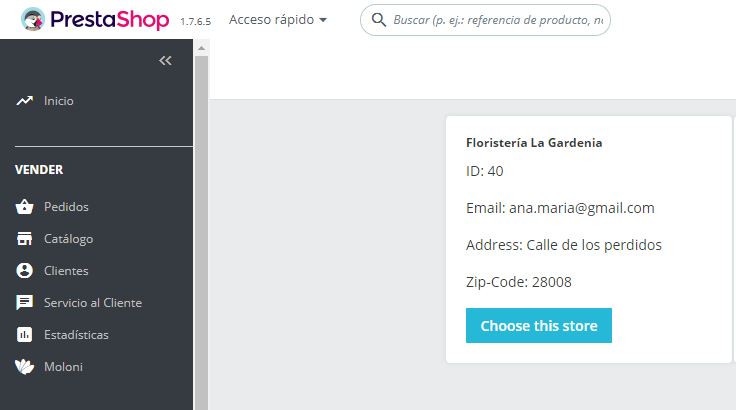 PrestaShop 1.7.6.5 Acceso rápido
Buscar (p. ej.: referencia de producto, n
Inicio
VENDER
Pedidos
Catálogo
Clientes
Servicio al Cliente
Estadísticas
Moloni
Floristería La Gardenia
ID: 40
Email: ana.maria@gmail.com
Address: Calle de los perdidos
Zip-Code: 28008
Choose this store